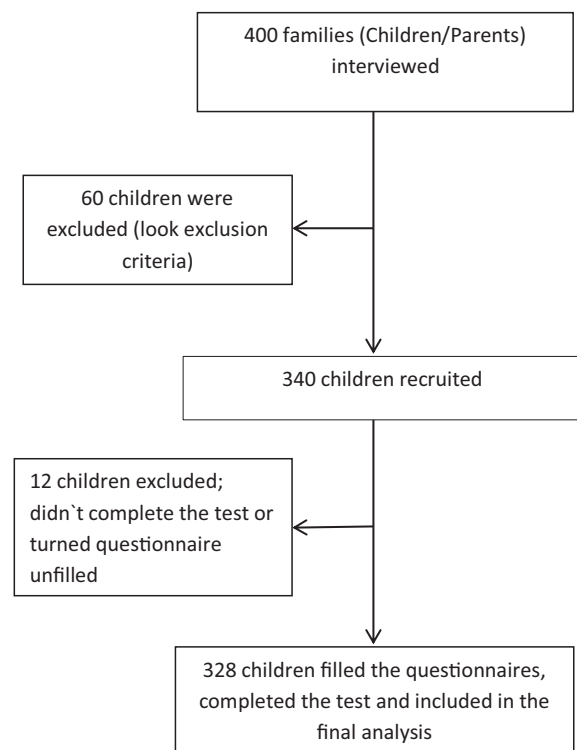 400 families (Children/Parents)
interviewed
60 children were
excluded (look exclusion
criteria)
340 children recruited
12 children excluded;
didn`t complete the test or
turned questionnaire
unfilled
328 children filled the questionnaires,
completed the test and included in the
final analysis